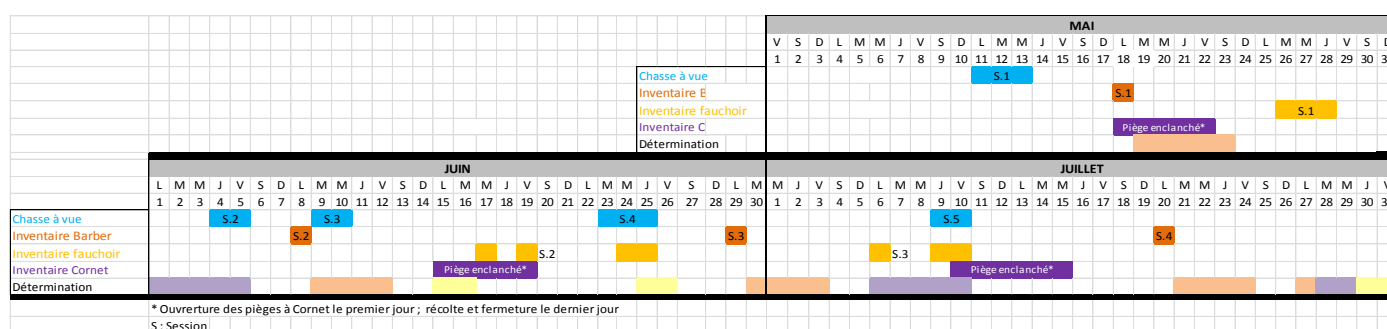 MAI
V S D L M M J V S D L M M J V S D L M M J V S D L M M J V S D
1 2 3 4 5 6 7 8 9 10 11 12 13 14 15 16 17 18 19 20 21 22 23 24 25 26 27 28 29 30 3
Chasse à vue S.1
Inventaire B S.1
Inventaire fauchoir S.1
Inventaire C Piège enclanché*
Détermination
JUIN JUILLET
L M M J V S D L M M J V S D L M M J V S D L M M J V S D L M M J V S D L M M J V S D L M M J V S D L M M J V S D L M M J V
1 2 3 4 5 6 7 8 9 10 11 12 13 14 15 16 17 18 19 20 21 22 23 24 25 26 27 28 29 30 1 2 3 4 5 6 7 8 9 10 11 12 13 14 15 16 17 18 19 20 21 22 23 24 25 26 27 28 29 30 3
Chasse à vue S.2 S.3 S.4 S.5
Inventaire Barber S.2 S.3 S.4
Inventaire fauchoir S.2 S.3
Inventaire Cornet Piège enclanché* Piège enclanché*
Détermination
* Ouvrerture des pièges à Cornet le premier jour ; récolte et fermeture le dernier jour
S : Session